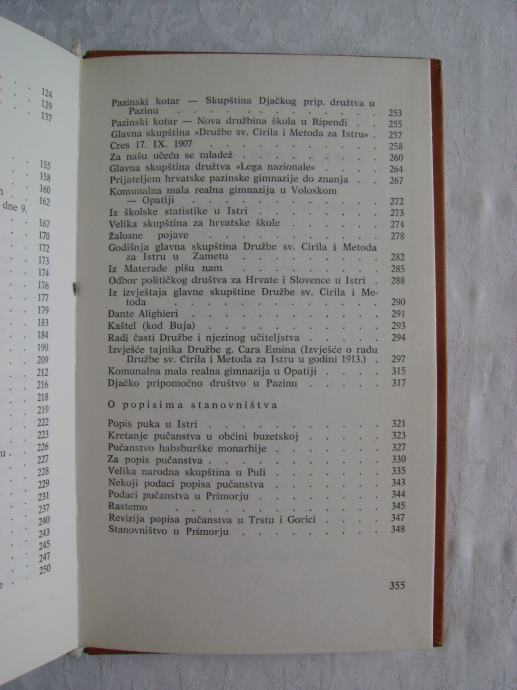 124
129
137
155
158
160
162
dne 9.
167
170
172
173
174
181
183
184
190
209
212
216
218
219
221
222
223
226
u . 227
228
229
237
240
243
245
247
250
Pazinski kotar — Skupština Djačkog prip. društva u
Pazinu . . . . . . . . . . 253
Pazinski kotar — Nova družbina škola u Ripendi . . 255
Glavna skupština »Družbe sv. Ćirila i Metoda za Istru« . 257
Cres 17. IX. 1907 . . . . . . . . . 258
Za našu učeću se mladež . . . . . . . . 260
Glavna skupština društva »Lega nazionale« . . . . 264
Prijateljem hrvatske pazinske gimnazije do znanja . . 267
Komunalna mala realna gimnazija u Voloskom
— Opatiji . . . . . . . . . . 272
Iz školske statistike u Istri . . . . . . . 273
Velika skupština za hrvatske škole . . . . . 274
Žalosne pojave . . . . . . . . . 278
Godišnja glavna skupština Družbe sv. Ćirila i Metoda
za Istru u Zametu . . . . . . . . 282
Iz Materade pišu nam . . . . . . . . 285
Odbor političkog društva za Hrvate i Slovence u Istri . 288
Iz izvještaja glavne skupštine Družbe sv. Ćirila i Me-
toda . . . . . . . . . . . 290
Dante Alighieri . . . . . . . . . 291
Kaštel (kod Buja) . . . . . . . . . 293
Radi časti Družbe i njezinog učiteljstva . . . . 294
Izvješće tajnika Družbe g. Cara Emina (Izvješće o radu
Družbe sv. Ćirila i Metoda za Istru u godini 1913.) . 297
Komunalna mala realna gimnazija u Opatiji . . . 315
Djačko pripomoćno društvo u Pazinu . . . . . 317
O popisima stanovništva
Popis puka u Istri . . . . . . . . . 321
Kretanje pučanstva u občini buzetskoj . . . . . 323
Pučanstvo habsburške monarhije . . . . . . 327
Za popis pučanstva . . . . . . . . . 330
Velika narodna skupština u Puli . . . . . . 335
Nekoji podaci popisa pučanstva . . . . . . 343
Podaci pučanstva u Primorju . . . . . . . 344
Rastemo . . . . . . . . . . . 345
Revizija popisa pučanstva u Trstu i Gorici . . . . 347
Stanovništvo u Primorju . . . . . . . . 348
355